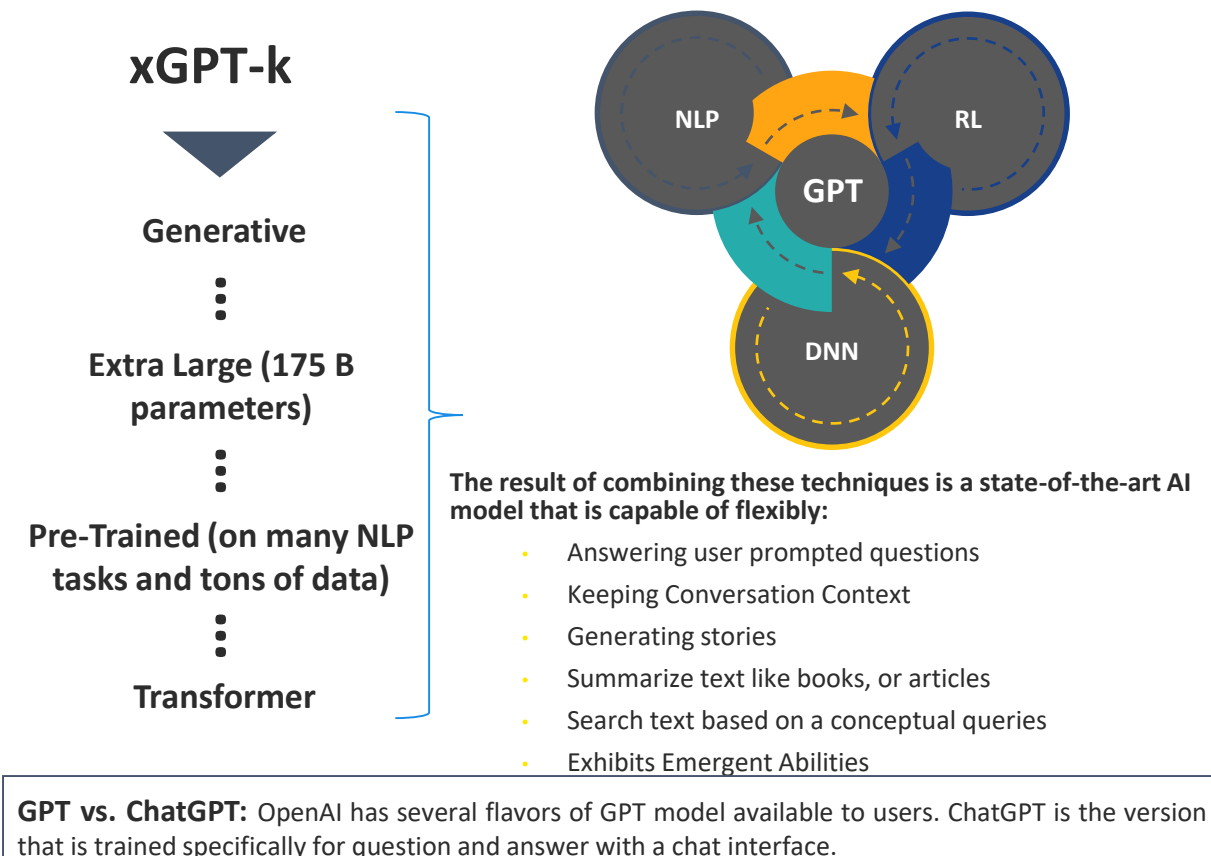 xGPT-k
Generative
Extra Large (175 B
parameters)
Pre-Trained (on many NLP
tasks and tons of data)
Transformer
NLP
RL
GPT
DNN
The result of combining these techniques is a state-of-the-art AI
model that is capable of flexibly:
• Answering user prompted questions
• Keeping Conversation Context
• Generating stories
• Summarize text like books, or articles
• Search text based on a conceptual queries
• Exhibits Emergent Abilities
GPT vs. ChatGPT: OpenAI has several flavors of GPT model available to users. ChatGPT is the version
that is trained specifically for question and answer with a chat interface.